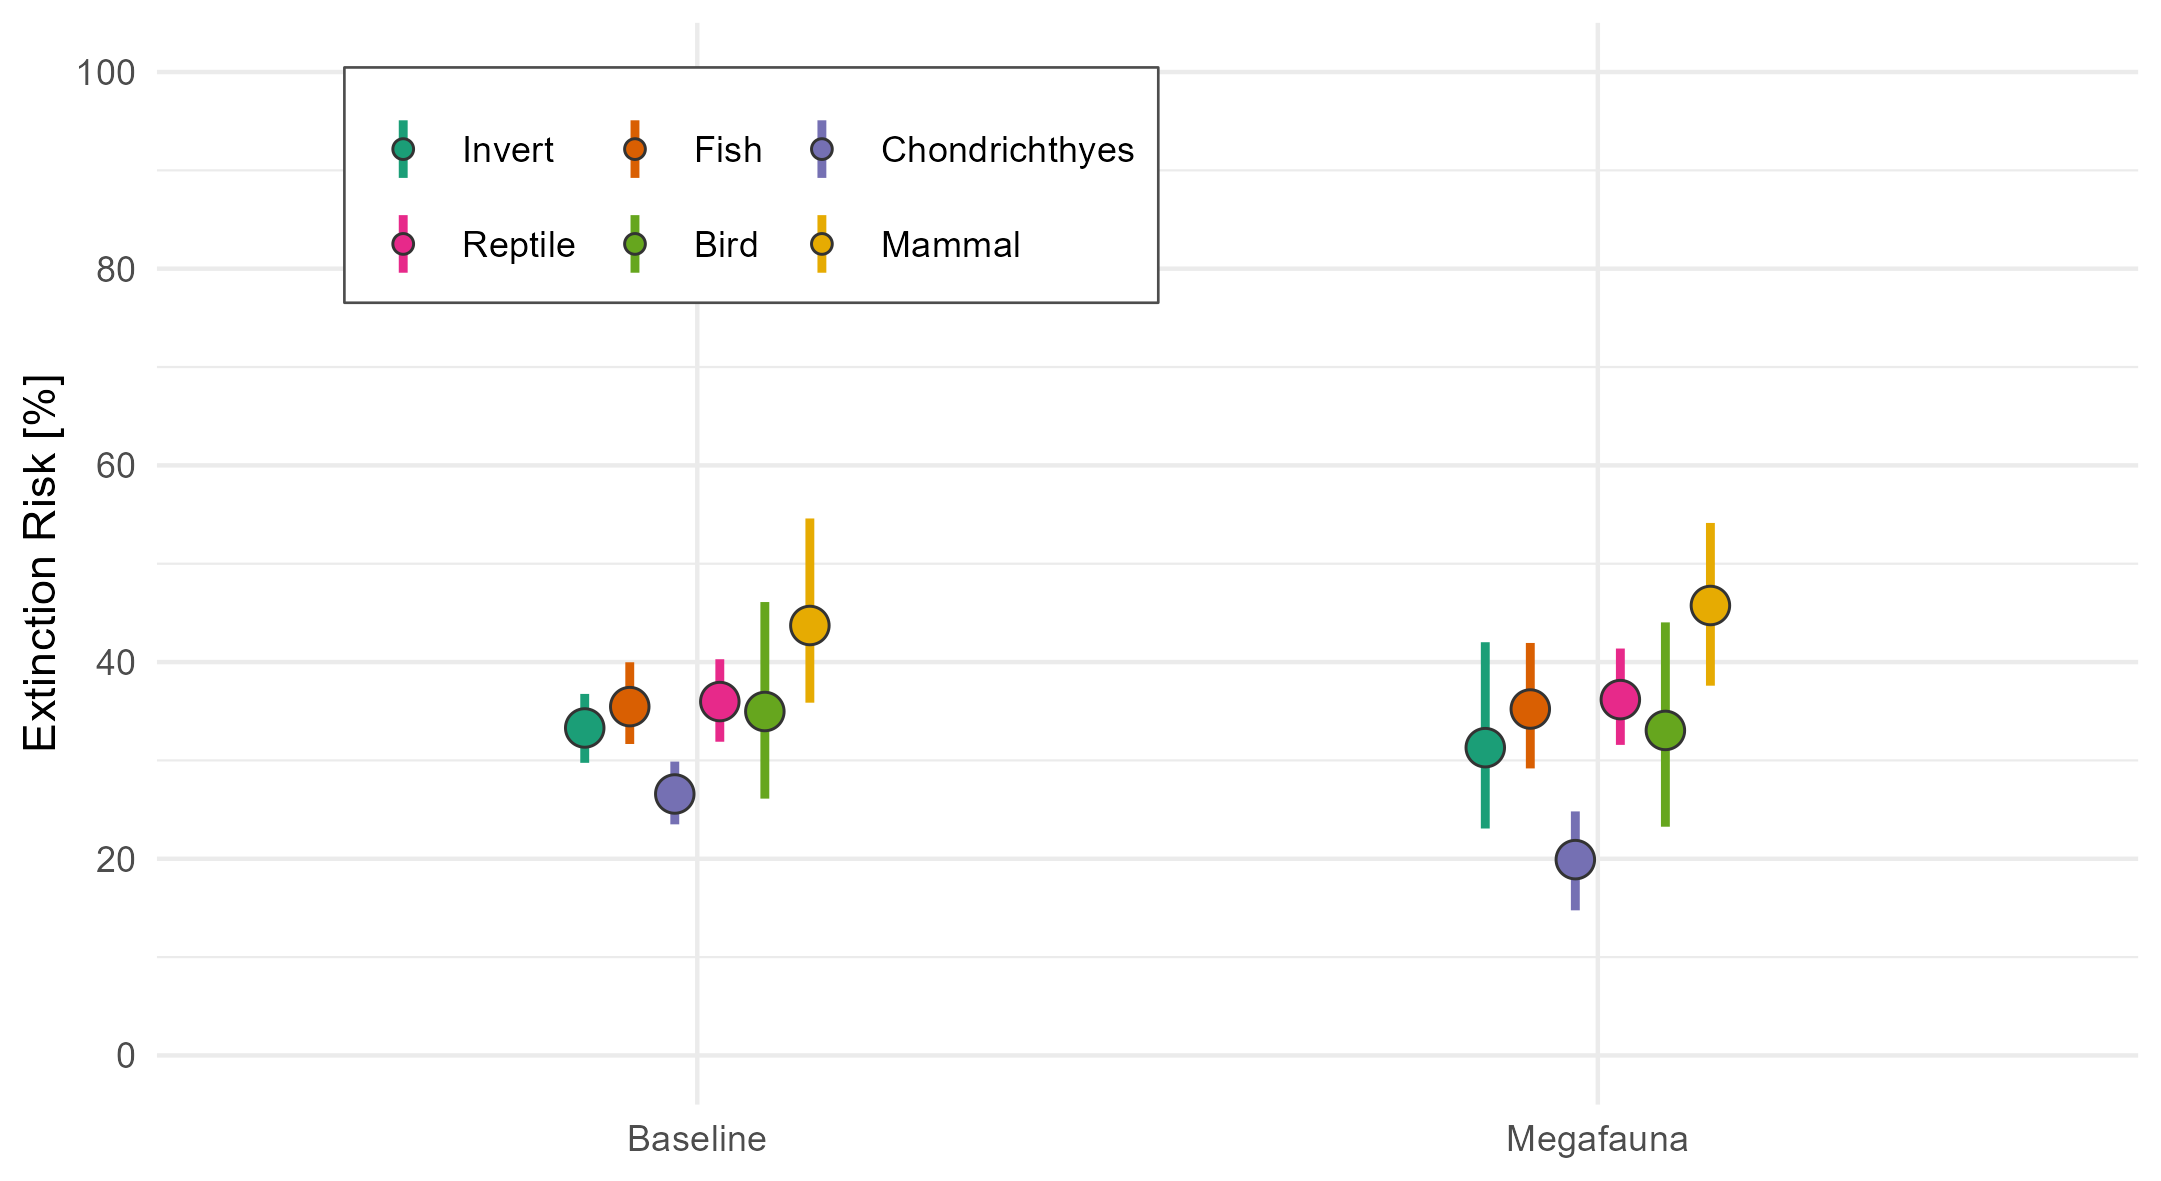 Extinction Risk [%]
100
80
60
40
20
0
Invert Fish Chondrichthyes
Reptile Bird Mammal
Baseline Megafauna